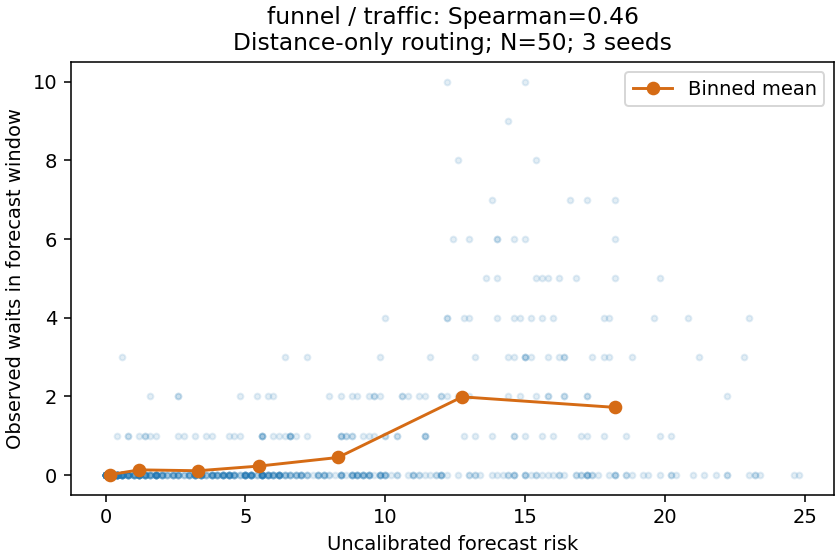 funnel / traffic: Spearman=0.46
Distance-only routing; N=50; 3 seeds
Binned mean
Observed waits in forecast window
10
8
6
4
2
0
0 5 10 15 20 25
Uncalibrated forecast risk